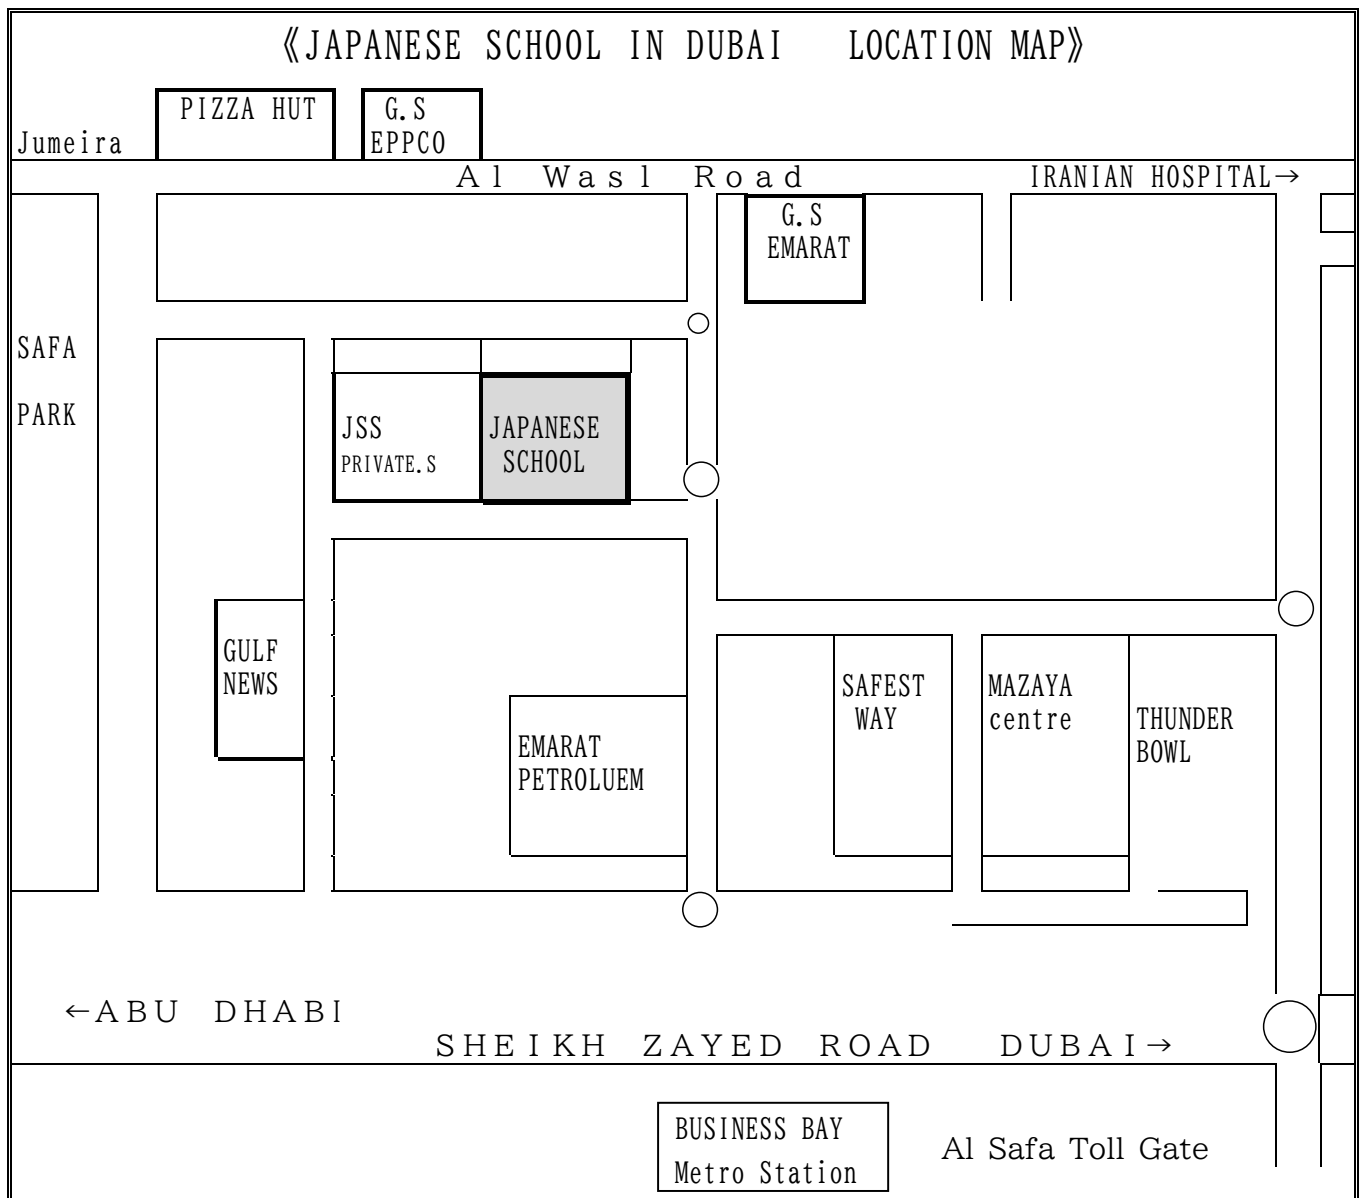 《JAPANESE SCHOOL IN DUBAI LOCATION MAP》
PIZZA HUT
G.S
EPPCO
Jumeira
Al Wasl Road
IRANIAN HOSPITAL→
G.S
EMARAT
SAFA
PARK
JSS
PRIVATE.S
JAPANESE
SCHOOL
GULF
NEWS
EMARAT
PETROLUEM
SAFEST
WAY
MAZAYA
centre
THUNDER
BOWL
←ABU DHABI
SHEIKH ZAYED ROAD DUBAI→
BUSINESS BAY
Metro Station
Al Safa Toll Gate